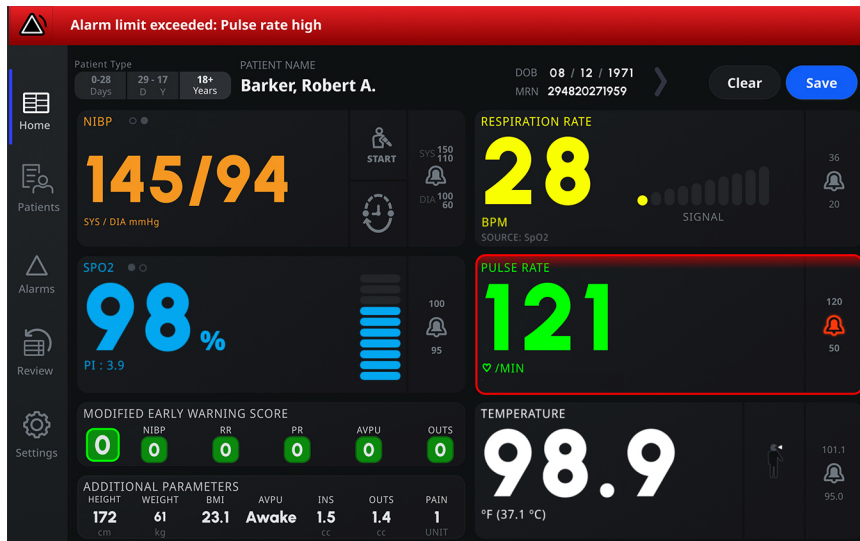 Alarm limit exceeded: Pulse rate high
Patient Type
0-28 Days
29 - 17 D Y
18+ Years
PATIENT NAME
Barker, Robert A.
DOB 08 / 12 / 1971
MRN 294820271959
Clear
Save
Home
Patients
Alarms
Review
Settings
NIBP
145/94
SYS / DIA mmHg
START
SYS 150
110
DIA 100
60
RESPIRATION RATE
28
BPM
SOURCE: SpO2
SIGNAL
36
20
SPO2
98 %
PI : 3.9
100
95
PULSE RATE
121
/MIN
120
50
MODIFIED EARLY WARNING SCORE
NIBP RR PR AVPU OUTS
0 0 0 0 0 0
ADDITIONAL PARAMETERS
HEIGHT WEIGHT BMI AVPU INS OUTS PAIN
172 61 23.1 Awake 1.5 1.4 1
cm kg cc cc UNIT
TEMPERATURE
98.9
°F (37.1 °C)
101.1
95.0